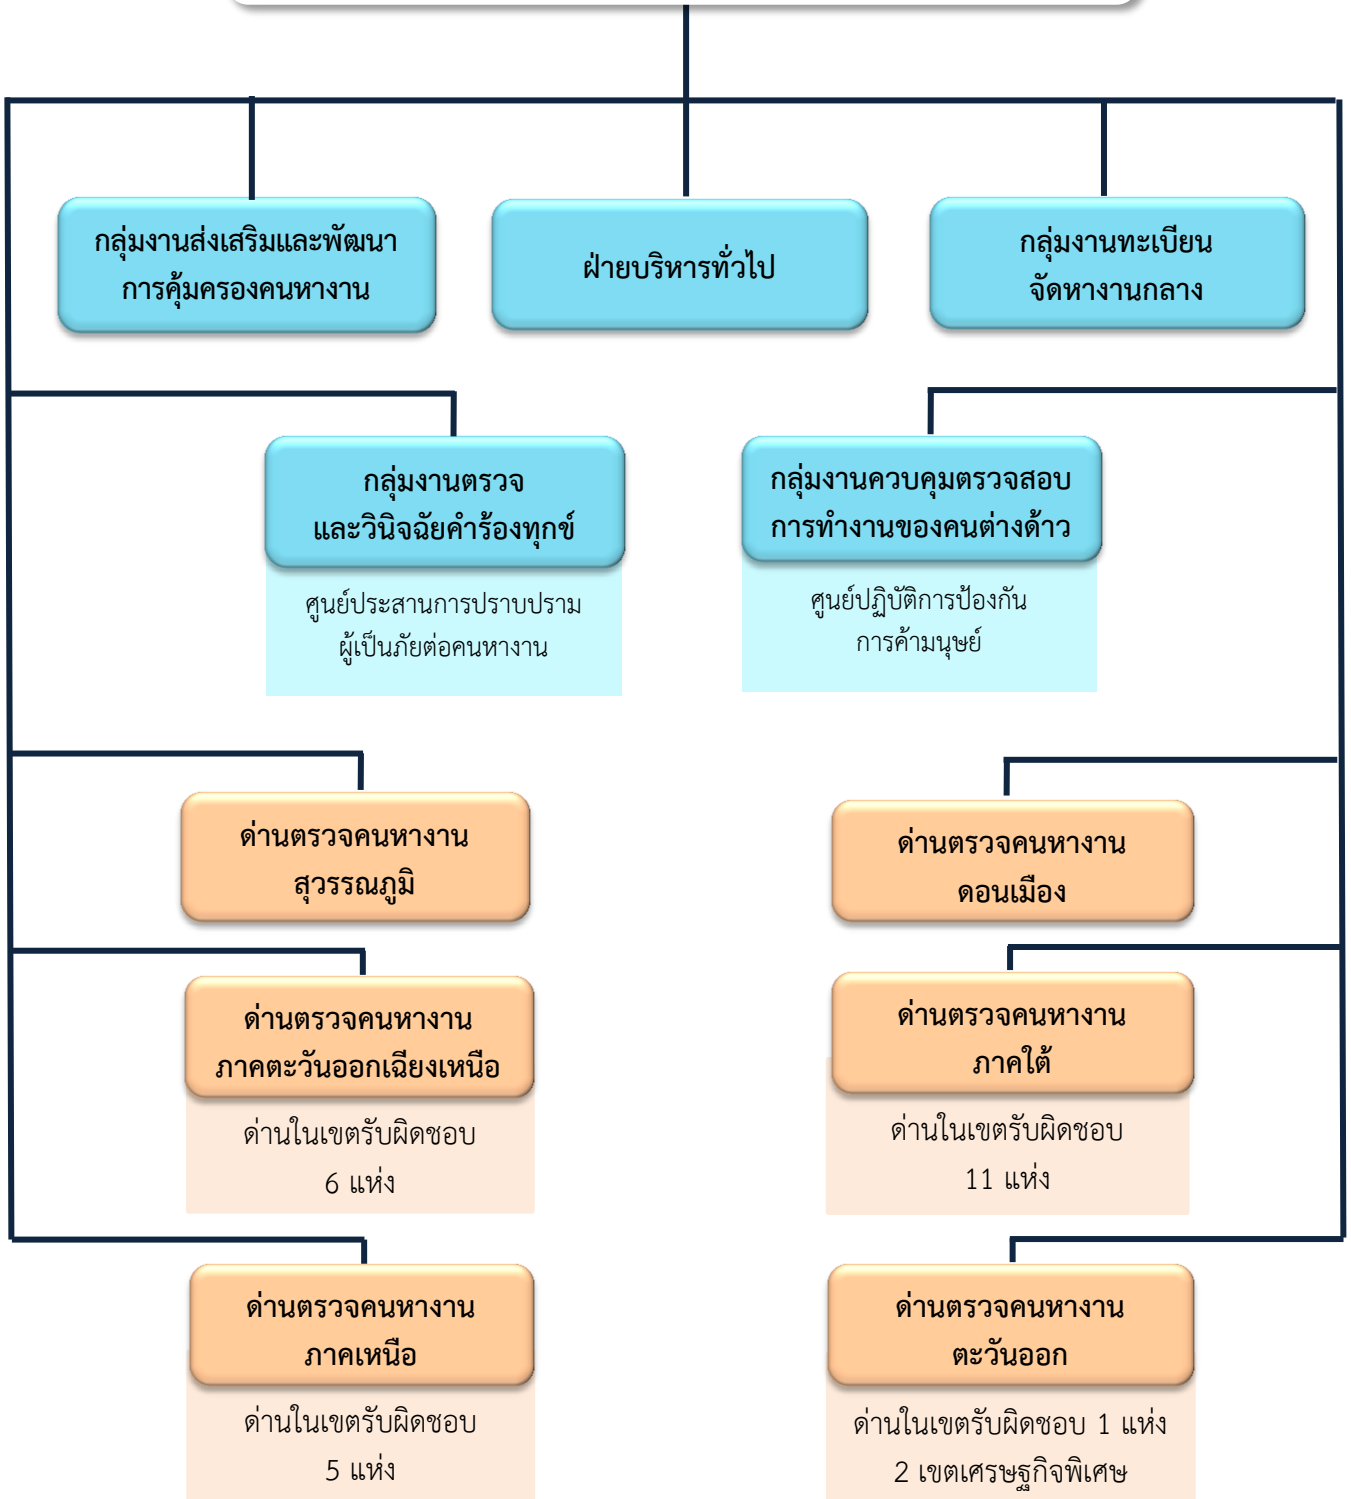 กลุ่มงานส่งเสริมและพัฒนา
การคุ้มครองคนหางาน
ฝ่ายบริหารทั่วไป
กลุ่มงานทะเบียน
จัดหางานกลาง
กลุ่มงานตรวจ
และวินิจฉัยคำร้องทุกข์
ศูนย์ประสานการปราบปราม
ผู้เป็นภัยต่อคนหางาน
กลุ่มงานควบคุมตรวจสอบ
การทำงานของคนต่างด้าว
ศูนย์ปฏิบัติการป้องกัน
การค้ามนุษย์
ด่านตรวจคนหางาน
สุวรรณภูมิ
ด่านตรวจคนหางาน
ดอนเมือง
ด่านตรวจคนหางาน
ภาคตะวันออกเฉียงเหนือ
ด่านในเขตรับผิดชอบ
6 แห่ง
ด่านตรวจคนหางาน
ภาคใต้
ด่านในเขตรับผิดชอบ
11 แห่ง
ด่านตรวจคนหางาน
ภาคเหนือ
ด่านในเขตรับผิดชอบ
5 แห่ง
ด่านตรวจคนหางาน
ตะวันออก
ด่านในเขตรับผิดชอบ 1 แห่ง
2 เขตเศรษฐกิจพิเศษ